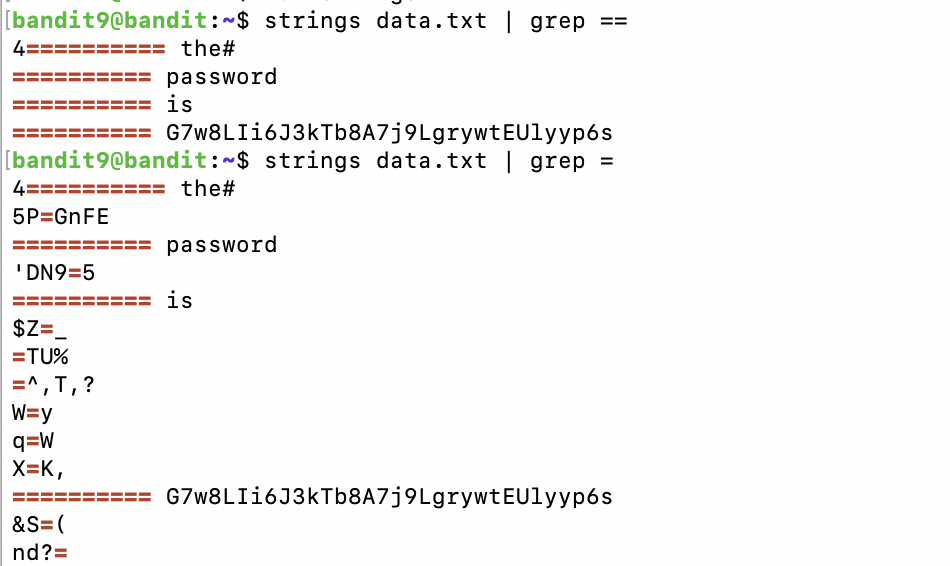 [bandit9@bandit:~$ strings data.txt | grep ==
4========== the#
========== password
========== is
========== G7w8LIi6J3kTb8A7j9LgrywtEUlyyp6s
[bandit9@bandit:~$ strings data.txt | grep =
4========== the#
5P=GnFE
========== password
'DN9=5
========== is
$Z=_
=TU%
=^,T,?
W=y
q=W
X=K,
========== G7w8LIi6J3kTb8A7j9LgrywtEUlyyp6s
&S=(
nd?=